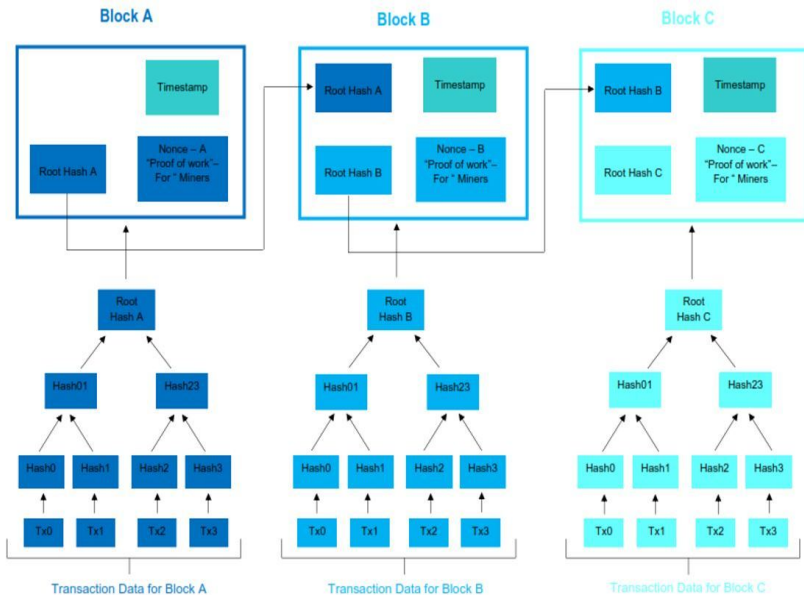 Block A
Block B
Block C
Timestamp
Root Hash A
Nonce – A
“Proof of work”–
For “ Miners
Root Hash A
Timestamp
Root Hash B
Nonce – B
“Proof of work”–
For “ Miners
Root Hash B
Timestamp
Root Hash C
Nonce – C
“Proof of work”–
For “ Miners
Root
Hash A
Root
Hash B
Root
Hash C
Hash01
Hash23
Hash01
Hash23
Hash01
Hash23
Hash0
Hash1
Hash2
Hash3
Hash0
Hash1
Hash2
Hash3
Hash0
Hash1
Hash2
Hash3
Tx0
Tx1
Tx2
Tx3
Tx0
Tx1
Tx2
Tx3
Tx0
Tx1
Tx2
Tx3
Transaction Data for Block A
Transaction Data for Block B
Transaction Data for Block C